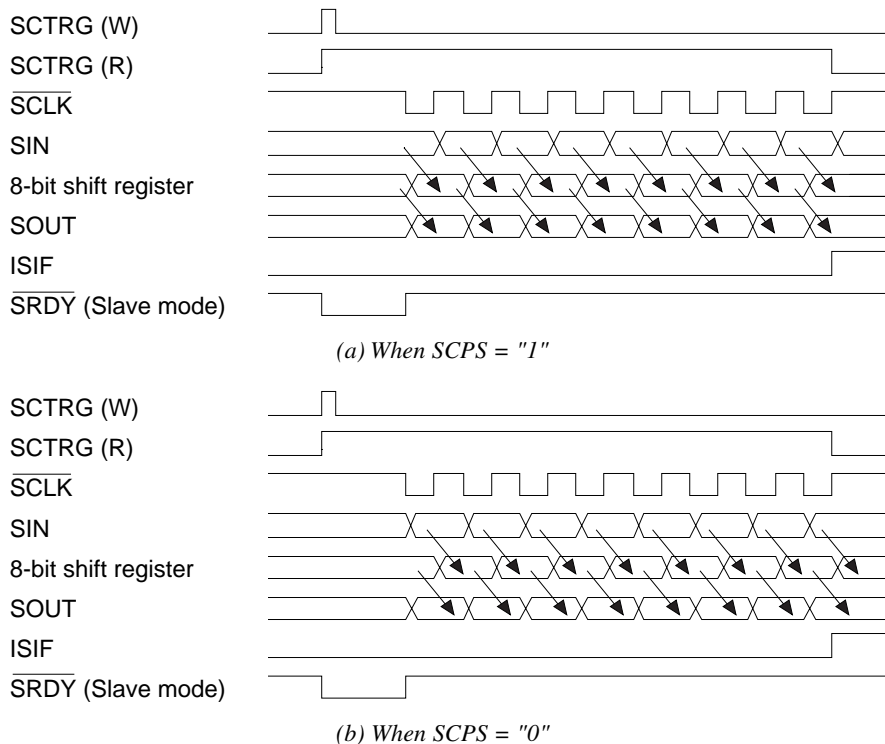 SCTRG (W)
SCTRG (R)
SCLK
SIN
8-bit shift register
SOUT
ISIF
SRDY (Slave mode)
(a) When SCPS = "1"
SCTRG (W)
SCTRG (R)
SCLK
SIN
8-bit shift register
SOUT
ISIF
SRDY (Slave mode)
(b) When SCPS = "0"